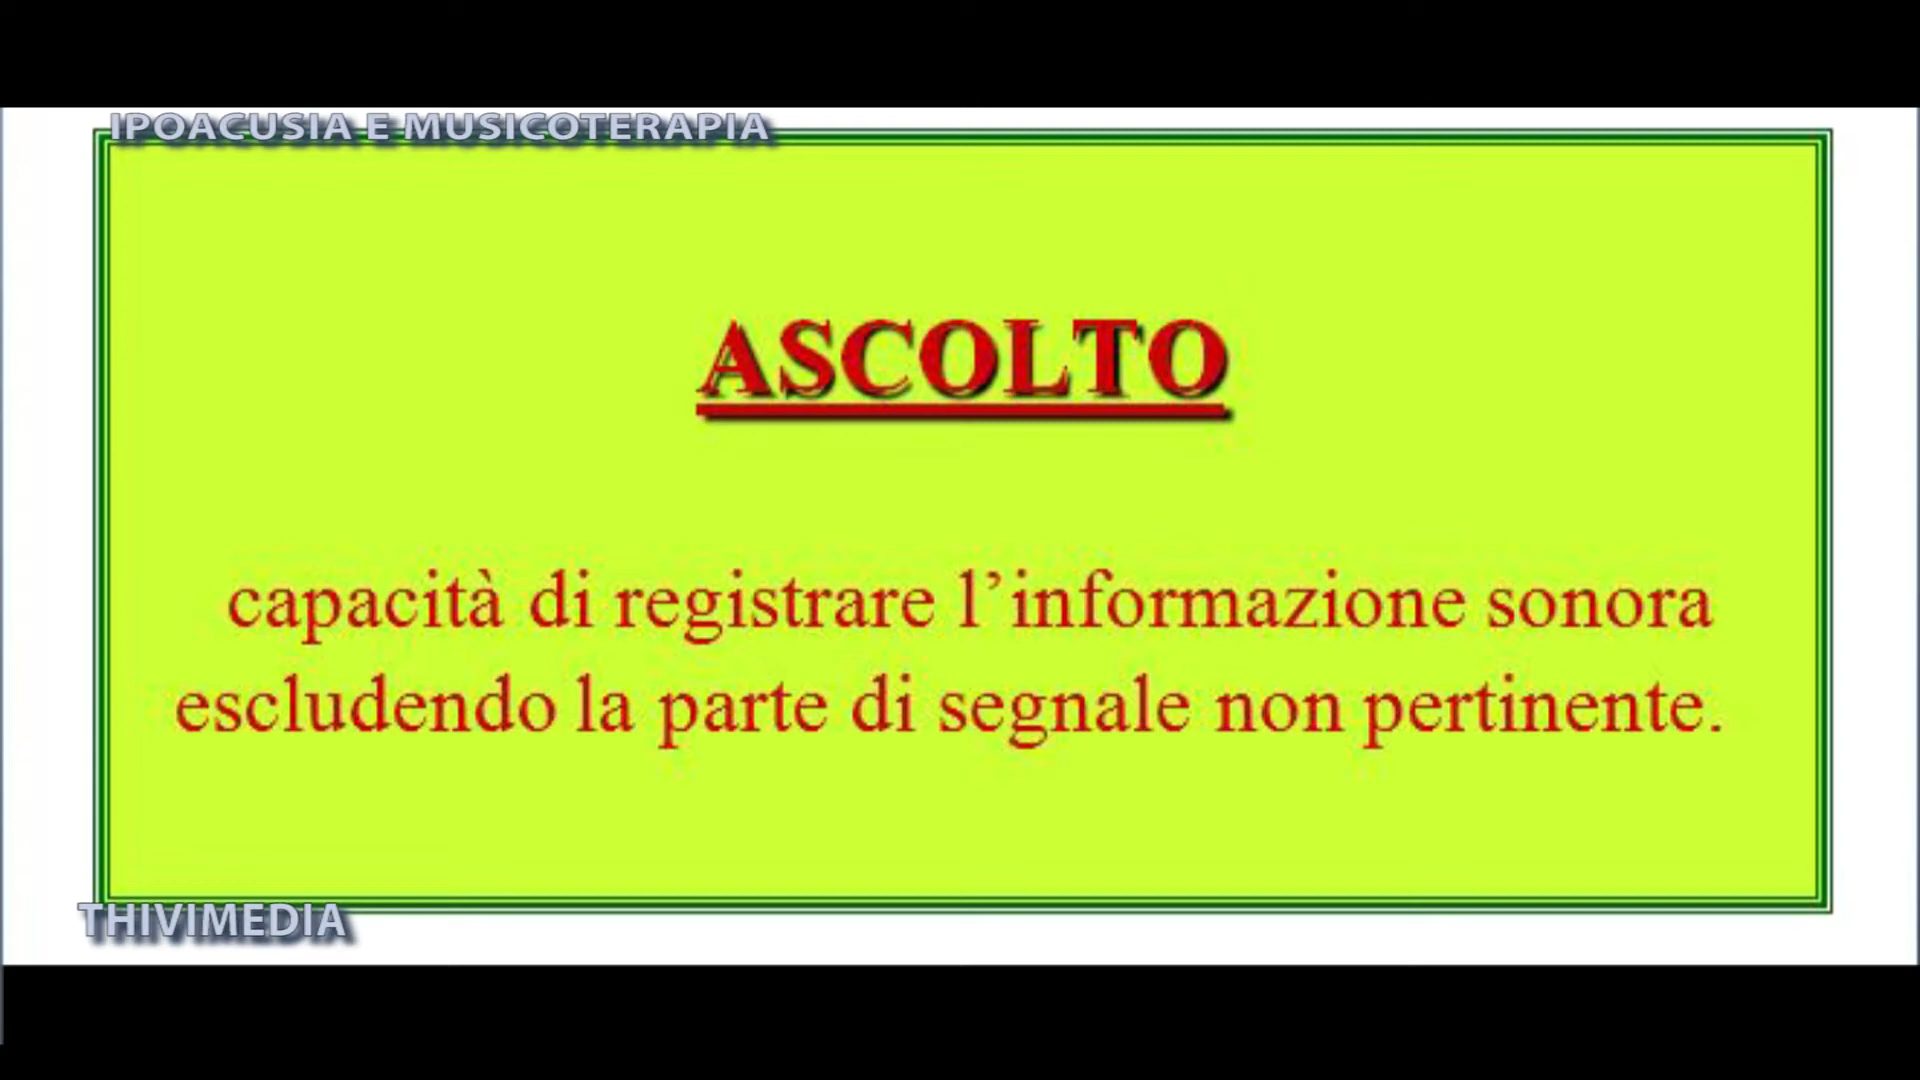 IPOACUSIA E MUSICOTERAPIA
ASCOLTO
capacità di registrare l’informazione sonora
escludendo la parte di segnale non pertinente.
THIVIMEDIA